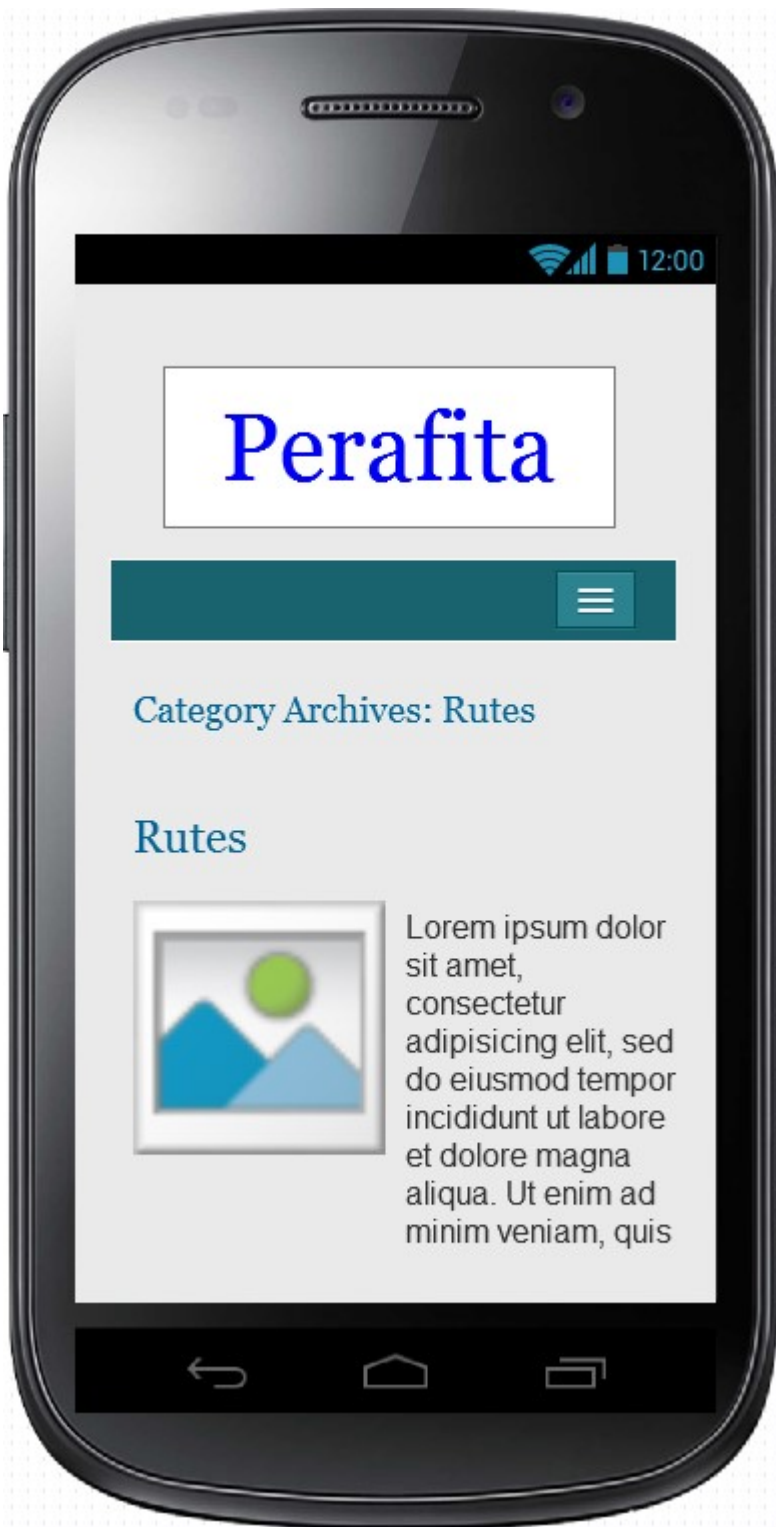 12:00
Perafita
Category Archives: Rutes
Rutes
Lorem ipsum dolor
sit amet,
consectetur
adipisicing elit, sed
do eiusmod tempor
incididunt ut labore
et dolore magna
aliqua. Ut enim ad
minim veniam, quis